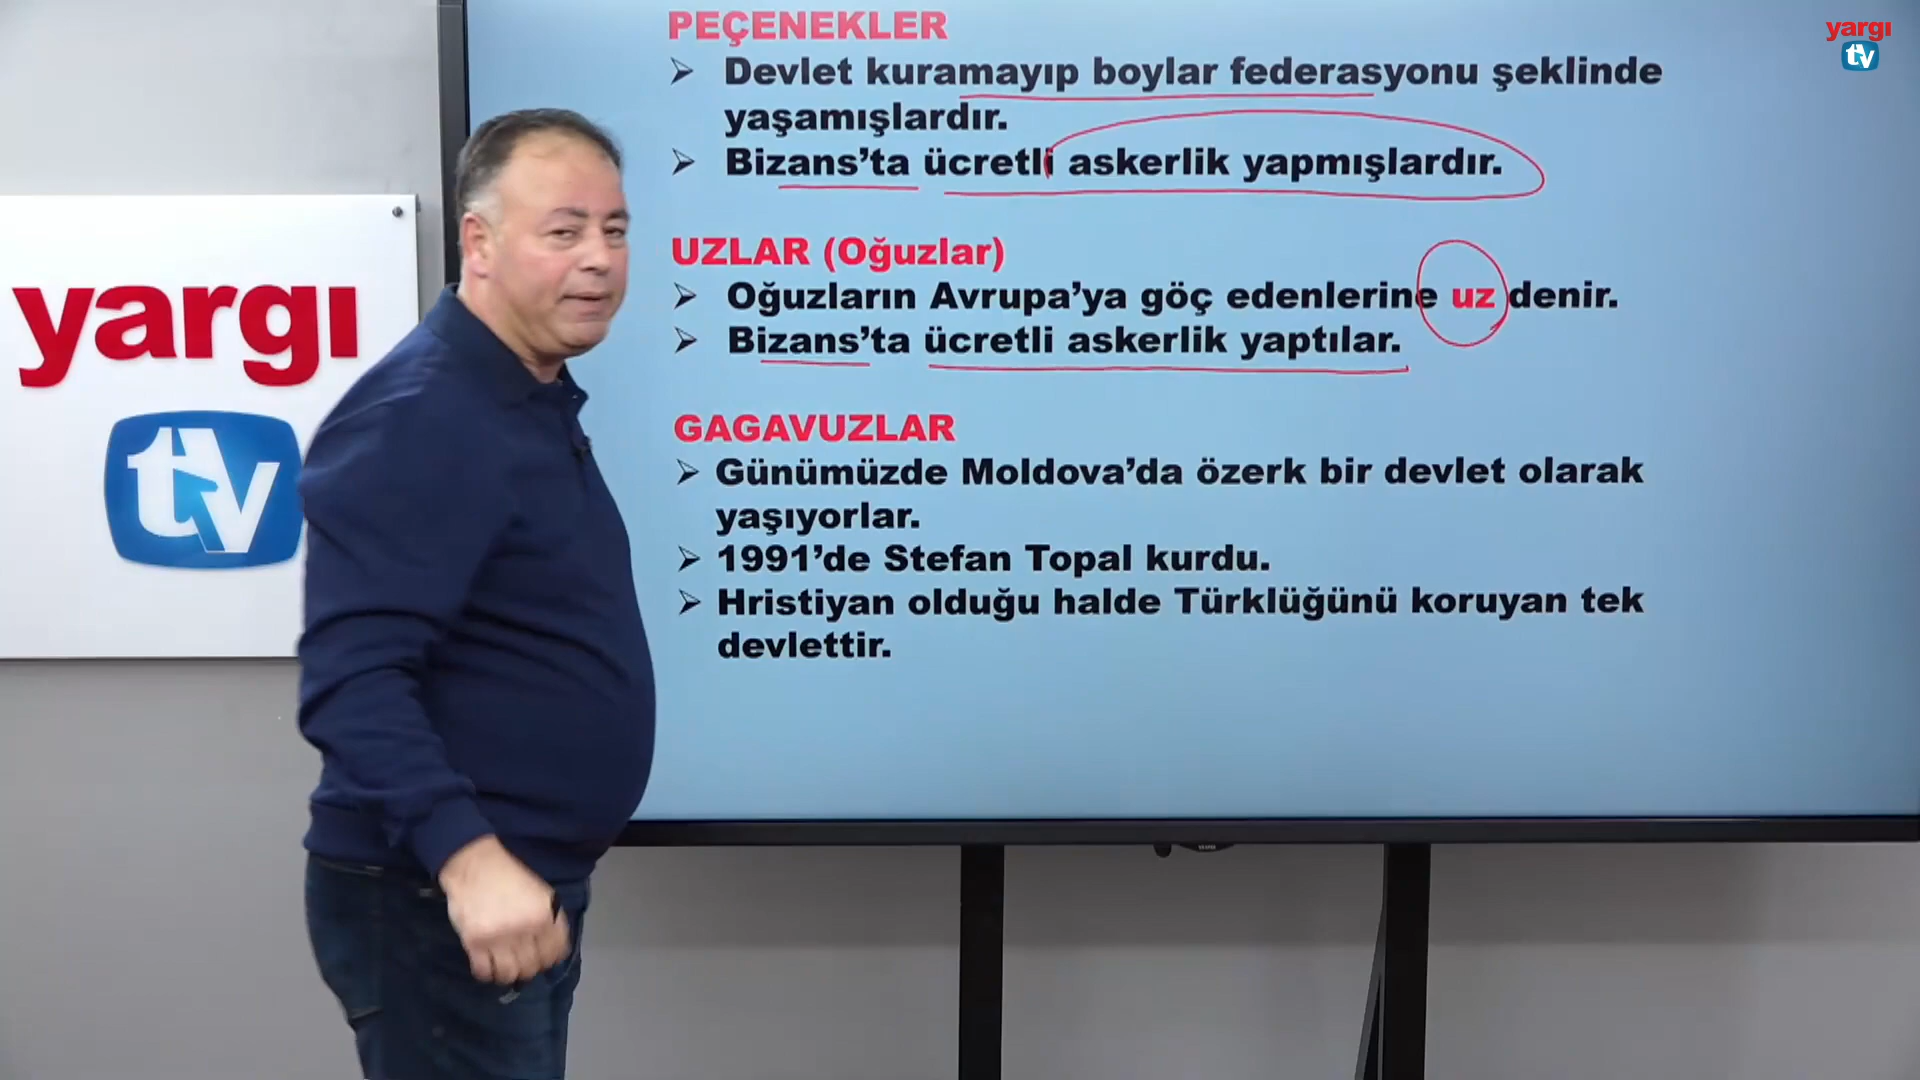 PEÇENEKLER
Devlet kuramayıp boylar federasyonu şeklinde
yaşamışlardır.
Bizans’ta ücretli askerlik yapmışlardır.
UZLAR (Oğuzlar)
Oğuzların Avrupa’ya göç edenlerine uz denir.
Bizans’ta ücretli askerlik yaptılar.
GAGAVUZLAR
Günümüzde Moldova’da özerk bir devlet olarak
yaşıyorlar.
1991’de Stefan Topal kurdu.
Hristiyan olduğu halde Türklüğünü koruyan tek
devlettir.
yargı
tv
yargı
tv